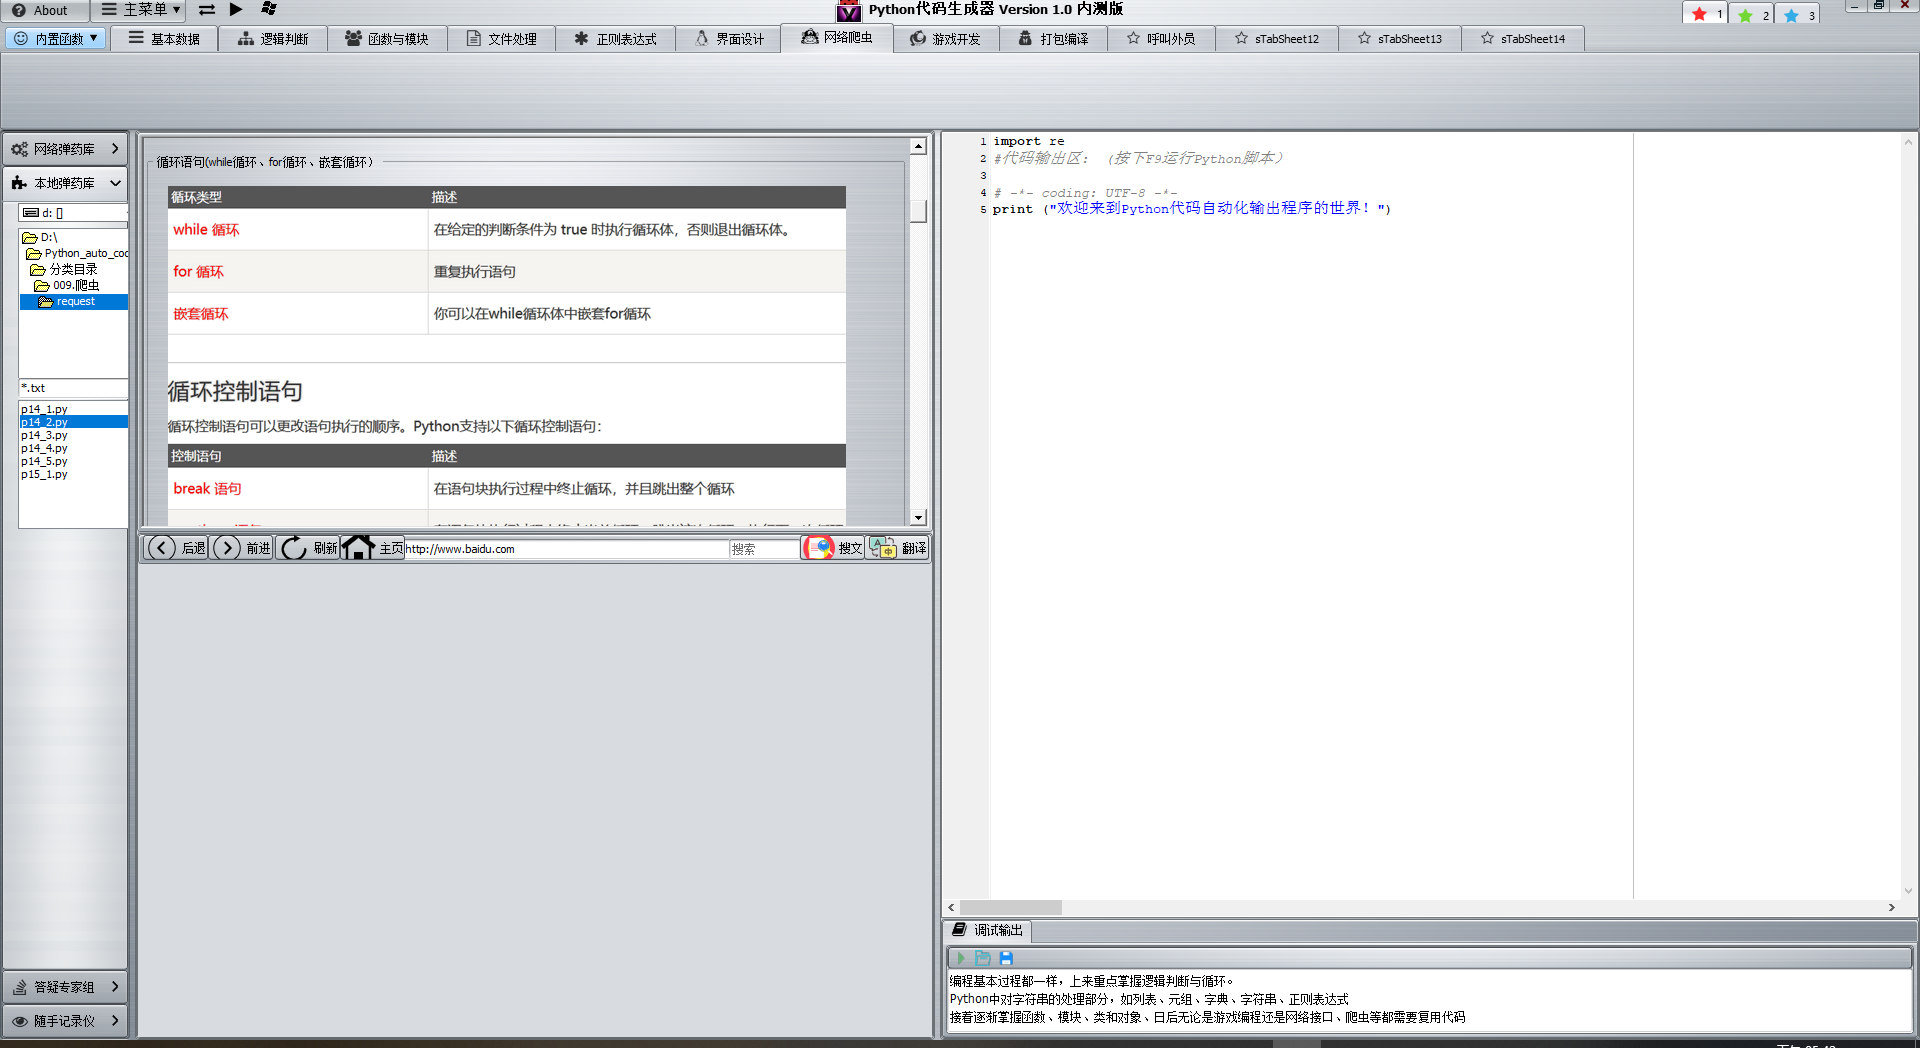 About
主菜单
Python代码生成器 Version 1.0 内测版
1
2
3
内置函数
基本数据
逻辑判断
函数与模块
文件处理
正则表达式
界面设计
网络爬虫
游戏开发
打包编译
呼叫外员
sTabSheet12
sTabSheet13
sTabSheet14
网络弹药库
本地弹药库
d: []
D:\
Python_auto_coo
分类目录
009.爬虫
request
*.txt
p14_1.py
p14_2.py
p14_3.py
p14_4.py
p14_5.py
p15_1.py
答疑专家组
随手记录仪
循环语句(while循环、for循环、嵌套循环）
循环类型 描述
while 循环 在给定的判断条件为 true 时执行循环体，否则退出循环体。
for 循环 重复执行语句
嵌套循环 你可以在while循环体中嵌套for循环
循环控制语句
循环控制语句可以更改语句执行的顺序。Python支持以下循环控制语句：
控制语句 描述
break 语句 在语句块执行过程中终止循环，并且跳出整个循环
后退
前进
刷新
主页
http://www.baidu.com
搜索
搜文
翻译
1 import re
2 #代码输出区： (按下F9运行Python脚本）
3
4 # -*- coding: UTF-8 -*-
5 print ("欢迎来到Python代码自动化输出程序的世界！")
调试输出
编程基本过程都一样，上来重点掌握逻辑判断与循环。
Python中对字符串的处理部分，如列表、元组、字典、字符串、正则表达式
接着逐渐掌握函数、模块、类和对象、日后无论是游戏编程还是网络接口、爬虫等都需要复用代码